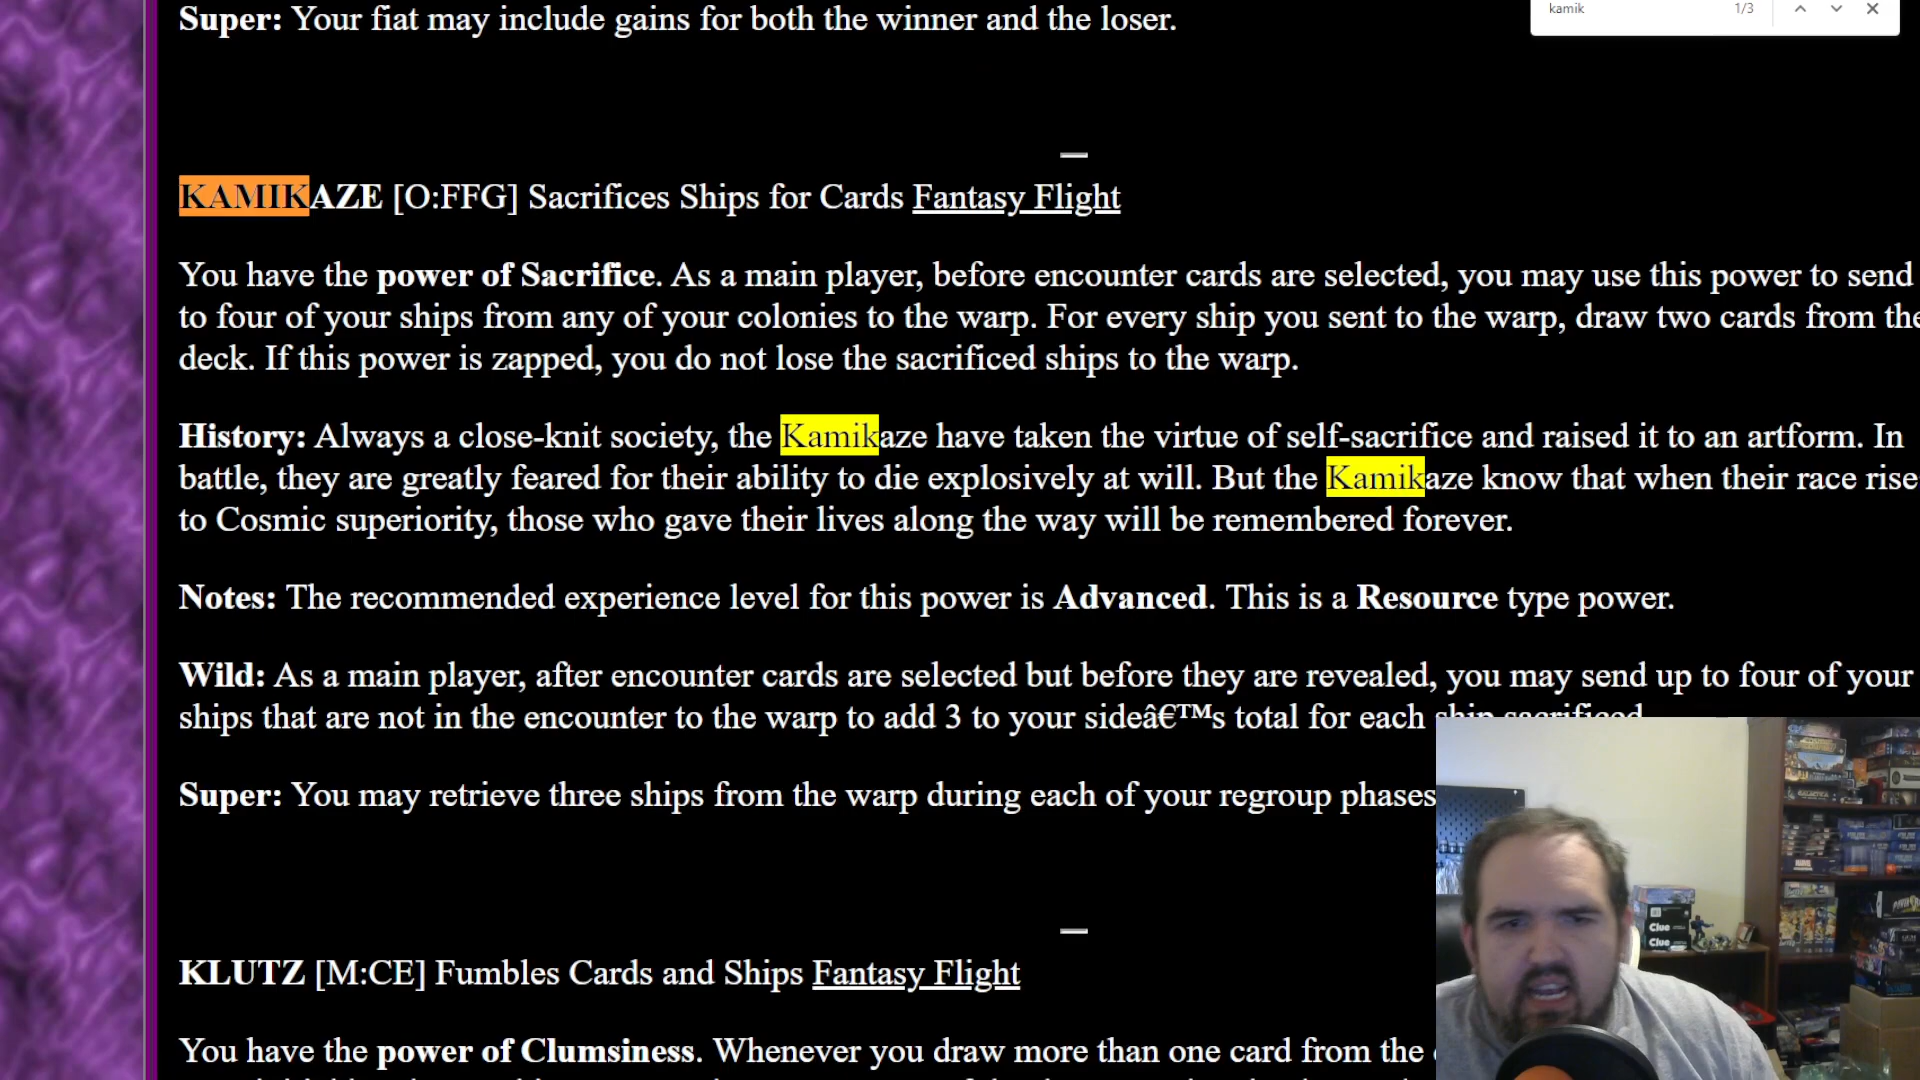 Super: Your fiat may include gains for both the winner and the loser.
kamik 1/3
KAMIKAZE [O:FFG] Sacrifices Ships for Cards Fantasy Flight
You have the power of Sacrifice. As a main player, before encounter cards are selected, you may use this power to send
to four of your ships from any of your colonies to the warp. For every ship you sent to the warp, draw two cards from the
deck. If this power is zapped, you do not lose the sacrificed ships to the warp.
History: Always a close-knit society, the Kamikaze have taken the virtue of self-sacrifice and raised it to an artform. In
battle, they are greatly feared for their ability to die explosively at will. But the Kamikaze know that when their race rise
to Cosmic superiority, those who gave their lives along the way will be remembered forever.
Notes: The recommended experience level for this power is Advanced. This is a Resource type power.
Wild: As a main player, after encounter cards are selected but before they are revealed, you may send up to four of your
ships that are not in the encounter to the warp to add 3 to your sideâ€™s total for each ship sacrificed
Super: You may retrieve three ships from the warp during each of your regroup phases
KLUTZ [M:CE] Fumbles Cards and Ships Fantasy Flight
You have the power of Clumsiness. Whenever you draw more than one card from the
Clue
Clue